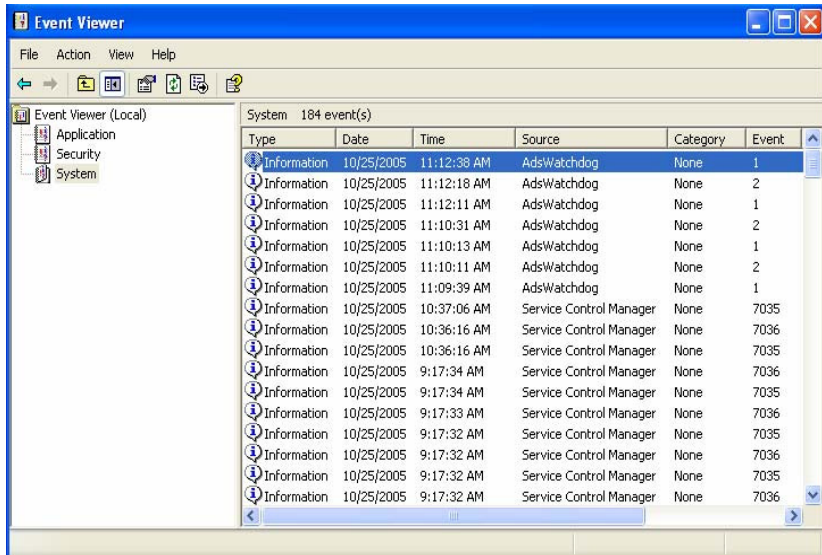 Event Viewer
File Action View Help
Event Viewer (Local)
Application
Security
System
System 184 event(s)
Type Date Time Source Category Event
Information 10/25/2005 11:12:38 AM AdsWatchdog None 1
Information 10/25/2005 11:12:18 AM AdsWatchdog None 2
Information 10/25/2005 11:12:11 AM AdsWatchdog None 1
Information 10/25/2005 11:10:31 AM AdsWatchdog None 2
Information 10/25/2005 11:10:13 AM AdsWatchdog None 1
Information 10/25/2005 11:10:11 AM AdsWatchdog None 2
Information 10/25/2005 11:09:39 AM AdsWatchdog None 1
Information 10/25/2005 10:37:06 AM Service Control Manager None 7035
Information 10/25/2005 10:36:16 AM Service Control Manager None 7036
Information 10/25/2005 10:36:16 AM Service Control Manager None 7035
Information 10/25/2005 9:17:34 AM Service Control Manager None 7036
Information 10/25/2005 9:17:34 AM Service Control Manager None 7035
Information 10/25/2005 9:17:33 AM Service Control Manager None 7036
Information 10/25/2005 9:17:32 AM Service Control Manager None 7035
Information 10/25/2005 9:17:32 AM Service Control Manager None 7036
Information 10/25/2005 9:17:32 AM Service Control Manager None 7035
Information 10/25/2005 9:17:32 AM Service Control Manager None 7036